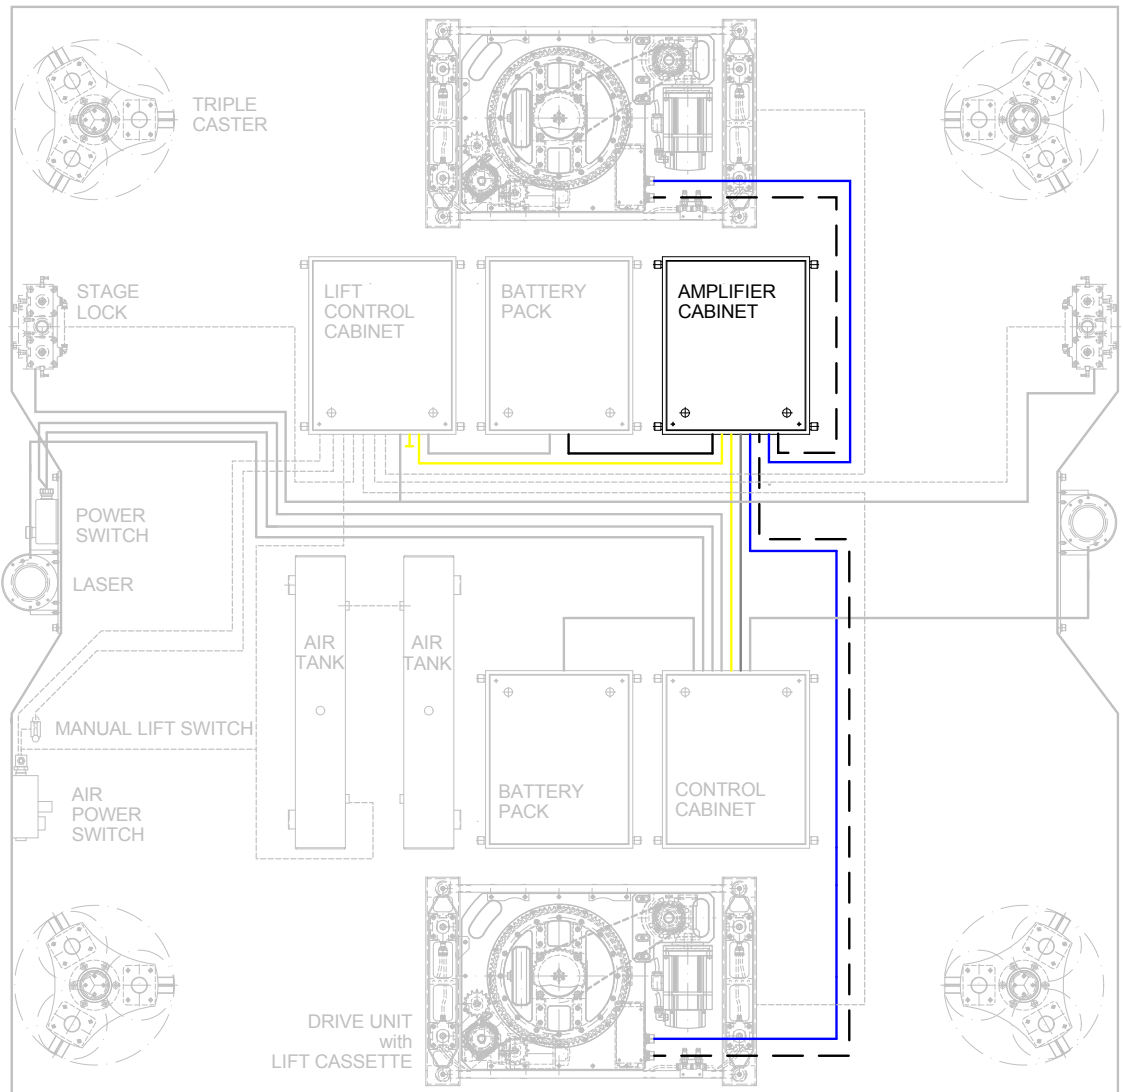 TRIPLE
CASTER
STAGE
LOCK
LIFT
CONTROL
CABINET
BATTERY
PACK
AMPLIFIER
CABINET
POWER
SWITCH
LASER
AIR
TANK
AIR
TANK
MANUAL LIFT SWITCH
AIR
POWER
SWITCH
BATTERY
PACK
CONTROL
CABINET
DRIVE UNIT
with
LIFT CASSETTE